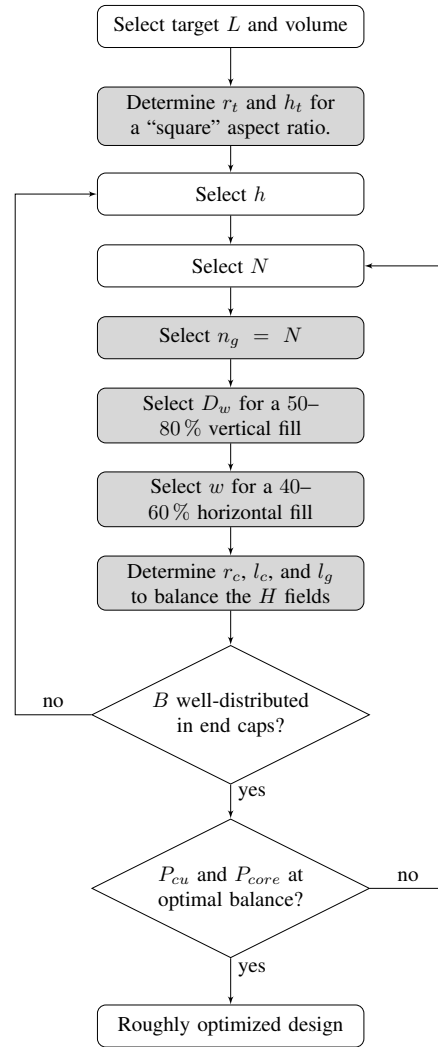 Select target L and volume
Determine r_t and h_t for
a “square” aspect ratio.
Select h
Select N
Select n_g = N
Select D_w for a 50–
80 % vertical fill
Select w for a 40–
60 % horizontal fill
Determine r_c, l_c, and l_g
to balance the H fields
no
B well-distributed
in end caps?
yes
P_cu and P_core at
optimal balance?
no
yes
Roughly optimized design